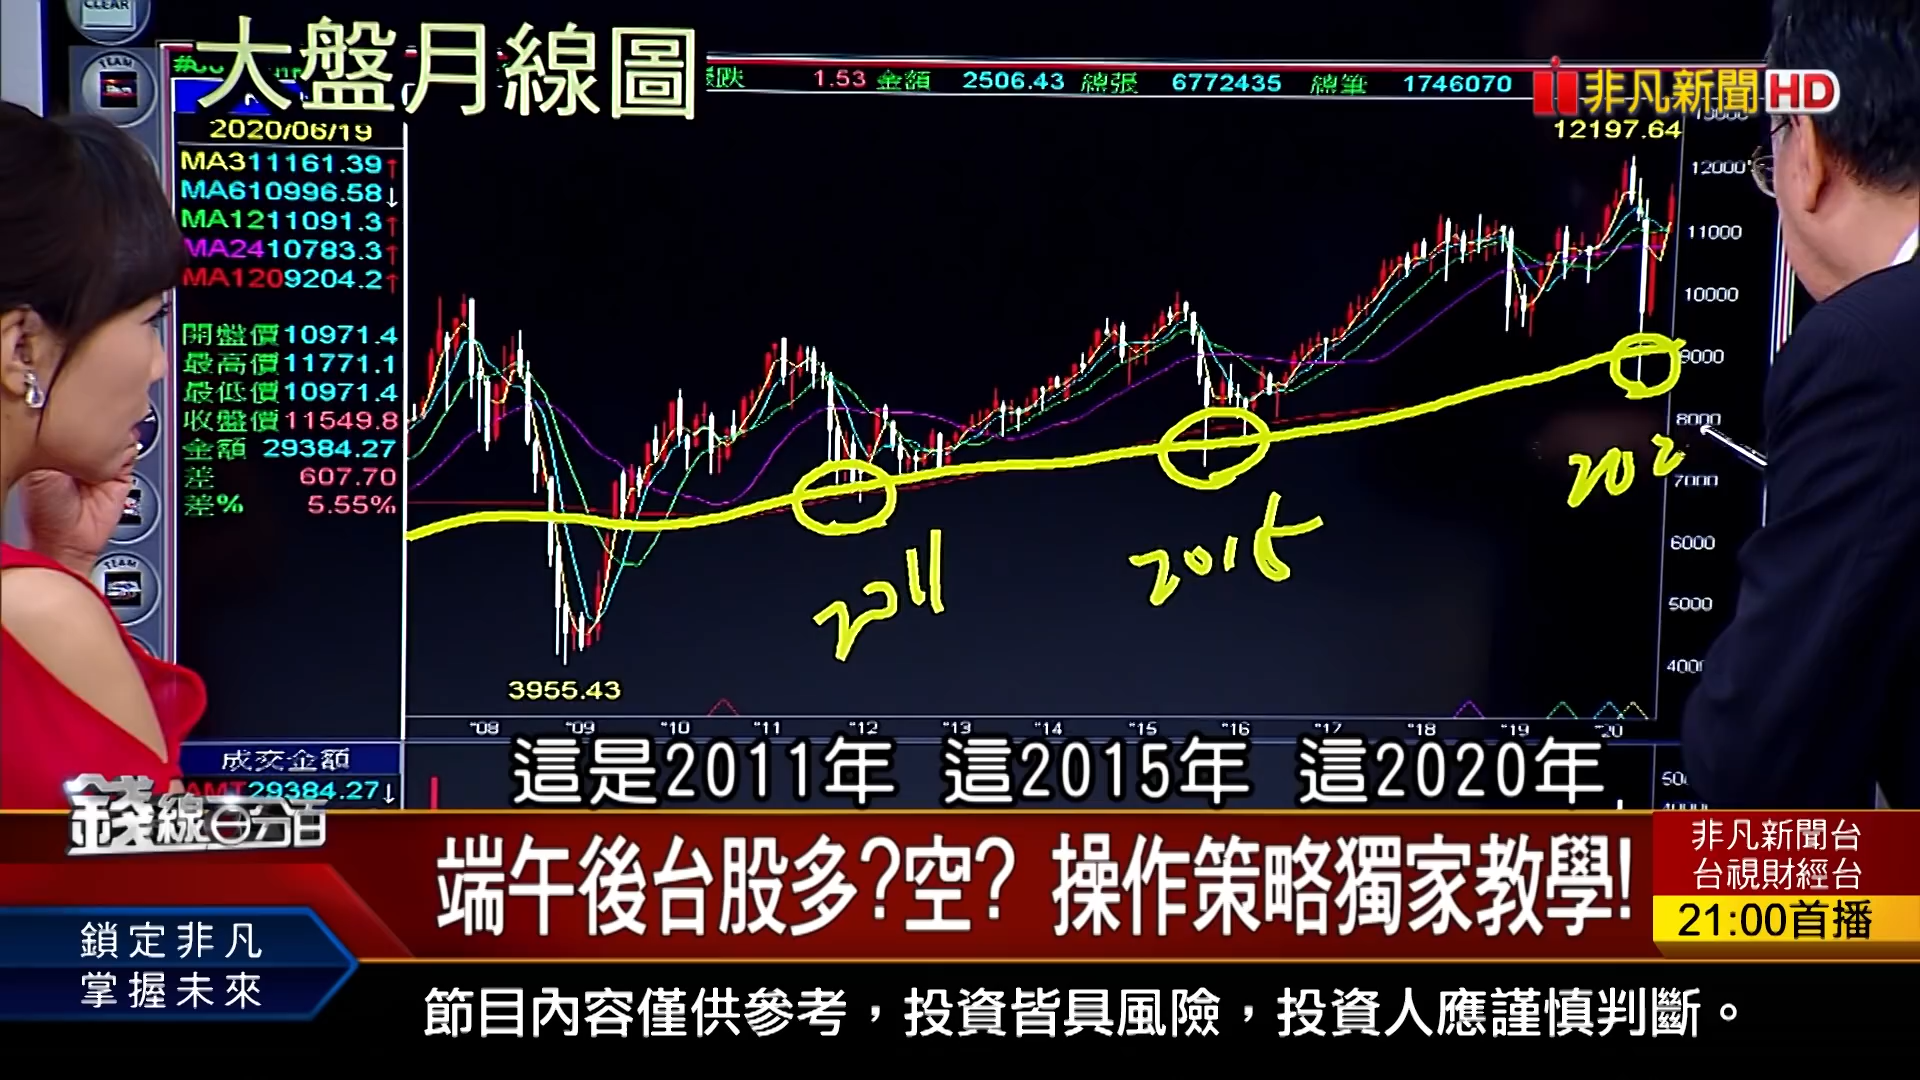 CLEAR
大盤月線圖
跌 1.53 金額 2506.43 總張 6772435 總筆 1746070
非凡新聞HD
TEAM
2020/06/19
12197.64
MA3 11161.39↑
MA6 10996.58↓
MA12 11091.3↑
MA24 10783.3↑
MA120 9204.2↑
開盤價 10971.4
最高價 11771.1
最低價 10971.4
收盤價 11549.8
金額 29384.27
差 607.70
差% 5.55%
13000
12000
11000
10000
9000
8000
7000
6000
5000
4000
202
2015
2011
TEAM
3955.43
'08 '09 '10 '11 '12 '13 '14 '15 '16 '17 '18 '19 '20
成交金額
AMT 29384.27↓
這是2011年 這2015年 這2020年
錢線百分百
端午後台股多?空? 操作策略獨家教學!
非凡新聞台
台視財經台
21:00首播
鎖定非凡
掌握未來
節目內容僅供參考，投資皆具風險，投資人應謹慎判斷。